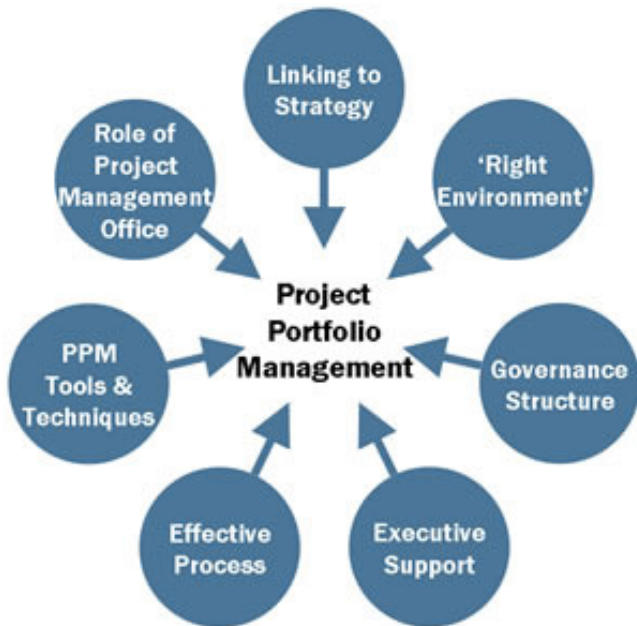 Linking to
Strategy
'Right
Environment'
Governance
Structure
Executive
Support
Effective
Process
PPM
Tools &
Techniques
Role of
Project
Management
Office
Project
Portfolio
Management